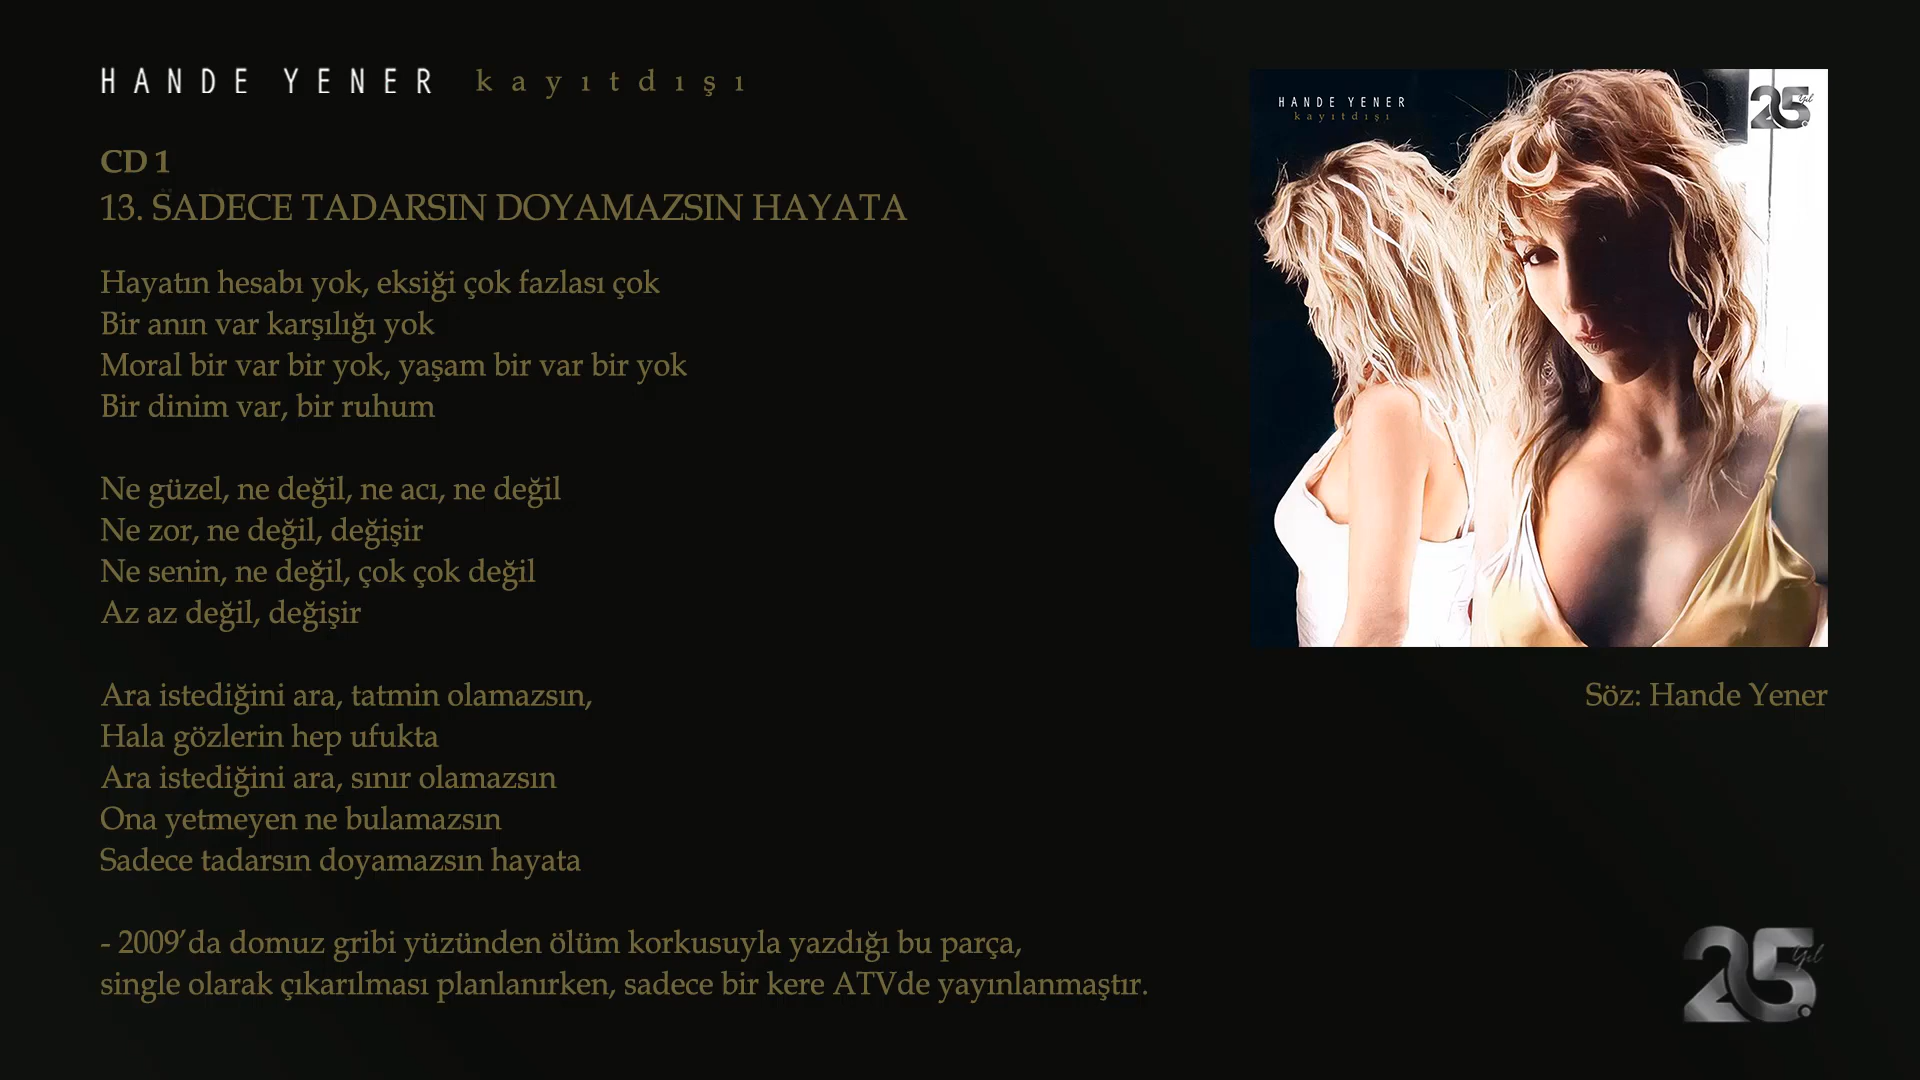 HANDE YENER kayıtdışı
CD 1
13. SADECE TADARSIN DOYAMAZSIN HAYATA
Hayatın hesabı yok, eksiği çok fazlası çok
Bir anın var karşılığı yok
Moral bir var bir yok, yaşam bir var bir yok
Bir dinim var, bir ruhum
Ne güzel, ne değil, ne acı, ne değil
Ne zor, ne değil, değişir
Ne senin, ne değil, çok çok değil
Az az değil, değişir
Ara istediğini ara, tatmin olamazsın,
Hala gözlerin hep ufukta
Ara istediğini ara, sınır olamazsın
Ona yetmeyen ne bulamazsın
Sadece tadarsın doyamazsın hayata
- 2009’da domuz gribi yüzünden ölüm korkusuyla yazdığı bu parça,
single olarak çıkarılması planlanırken, sadece bir kere ATVde yayınlanmaştır.
HANDE YENER
kayıtdışı
25. Yıl
Söz: Hande Yener
25. Yıl